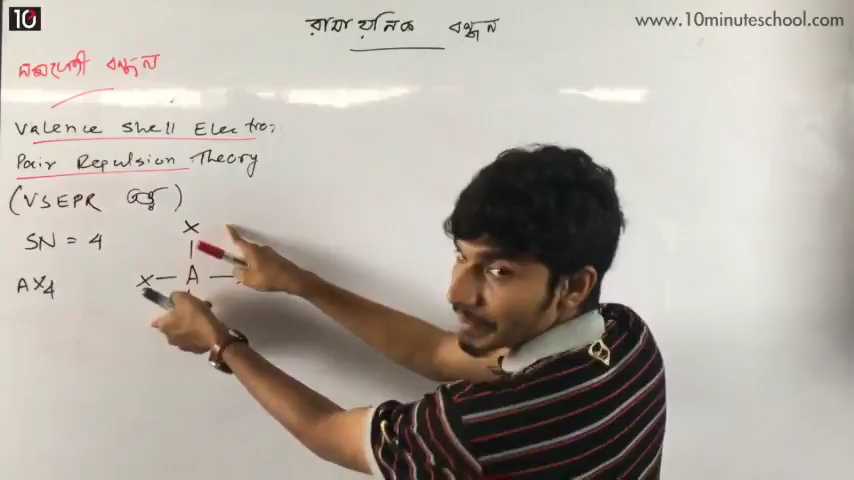 10
রাসায়নিক বন্ধন
www.10minuteschool.com
সমযোজী বন্ধন
Valence Shell Electron
Pair Repulsion Theory
(VSEPR তত্ত্ব)
SN = 4
X
AX4
X — A —